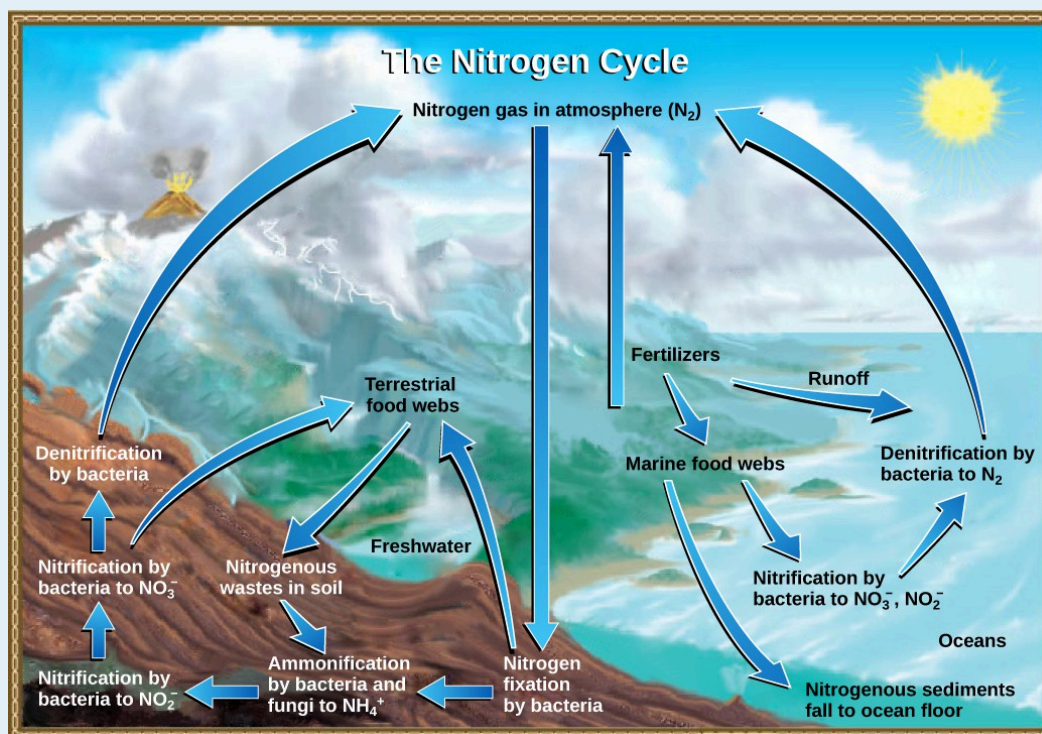 The Nitrogen Cycle
Nitrogen gas in atmosphere (N₂)
Fertilizers
Runoff
Terrestrial
food webs
Denitrification
by bacteria
Marine food webs
Denitrification by
bacteria to N₂
Freshwater
Nitrification by
bacteria to NO₃⁻
Nitrogenous
wastes in soil
Nitrification by
bacteria to NO₃⁻, NO₂⁻
Oceans
Nitrification by
bacteria to NO₂⁻
Ammonification
by bacteria and
fungi to NH₄⁺
Nitrogen
fixation
by bacteria
Nitrogenous sediments
fall to ocean floor